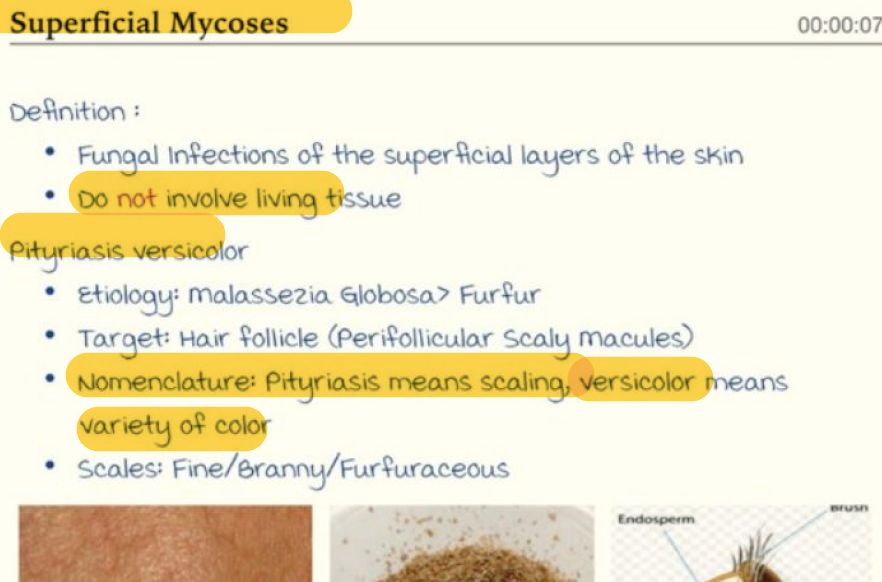 Superficial Mycoses
00:00:07
Definition :
• Fungal Infections of the superficial layers of the skin
• Do not involve living tissue
Pityriasis versicolor
• Etiology: Malassezia Globosa> Furfur
• Target: Hair follicle (Perifollicular Scaly macules)
• Nomenclature: Pityriasis means scaling, versicolor means
variety of color
• Scales: Fine/Branny/Furfuraceous
Brush
Endosperm